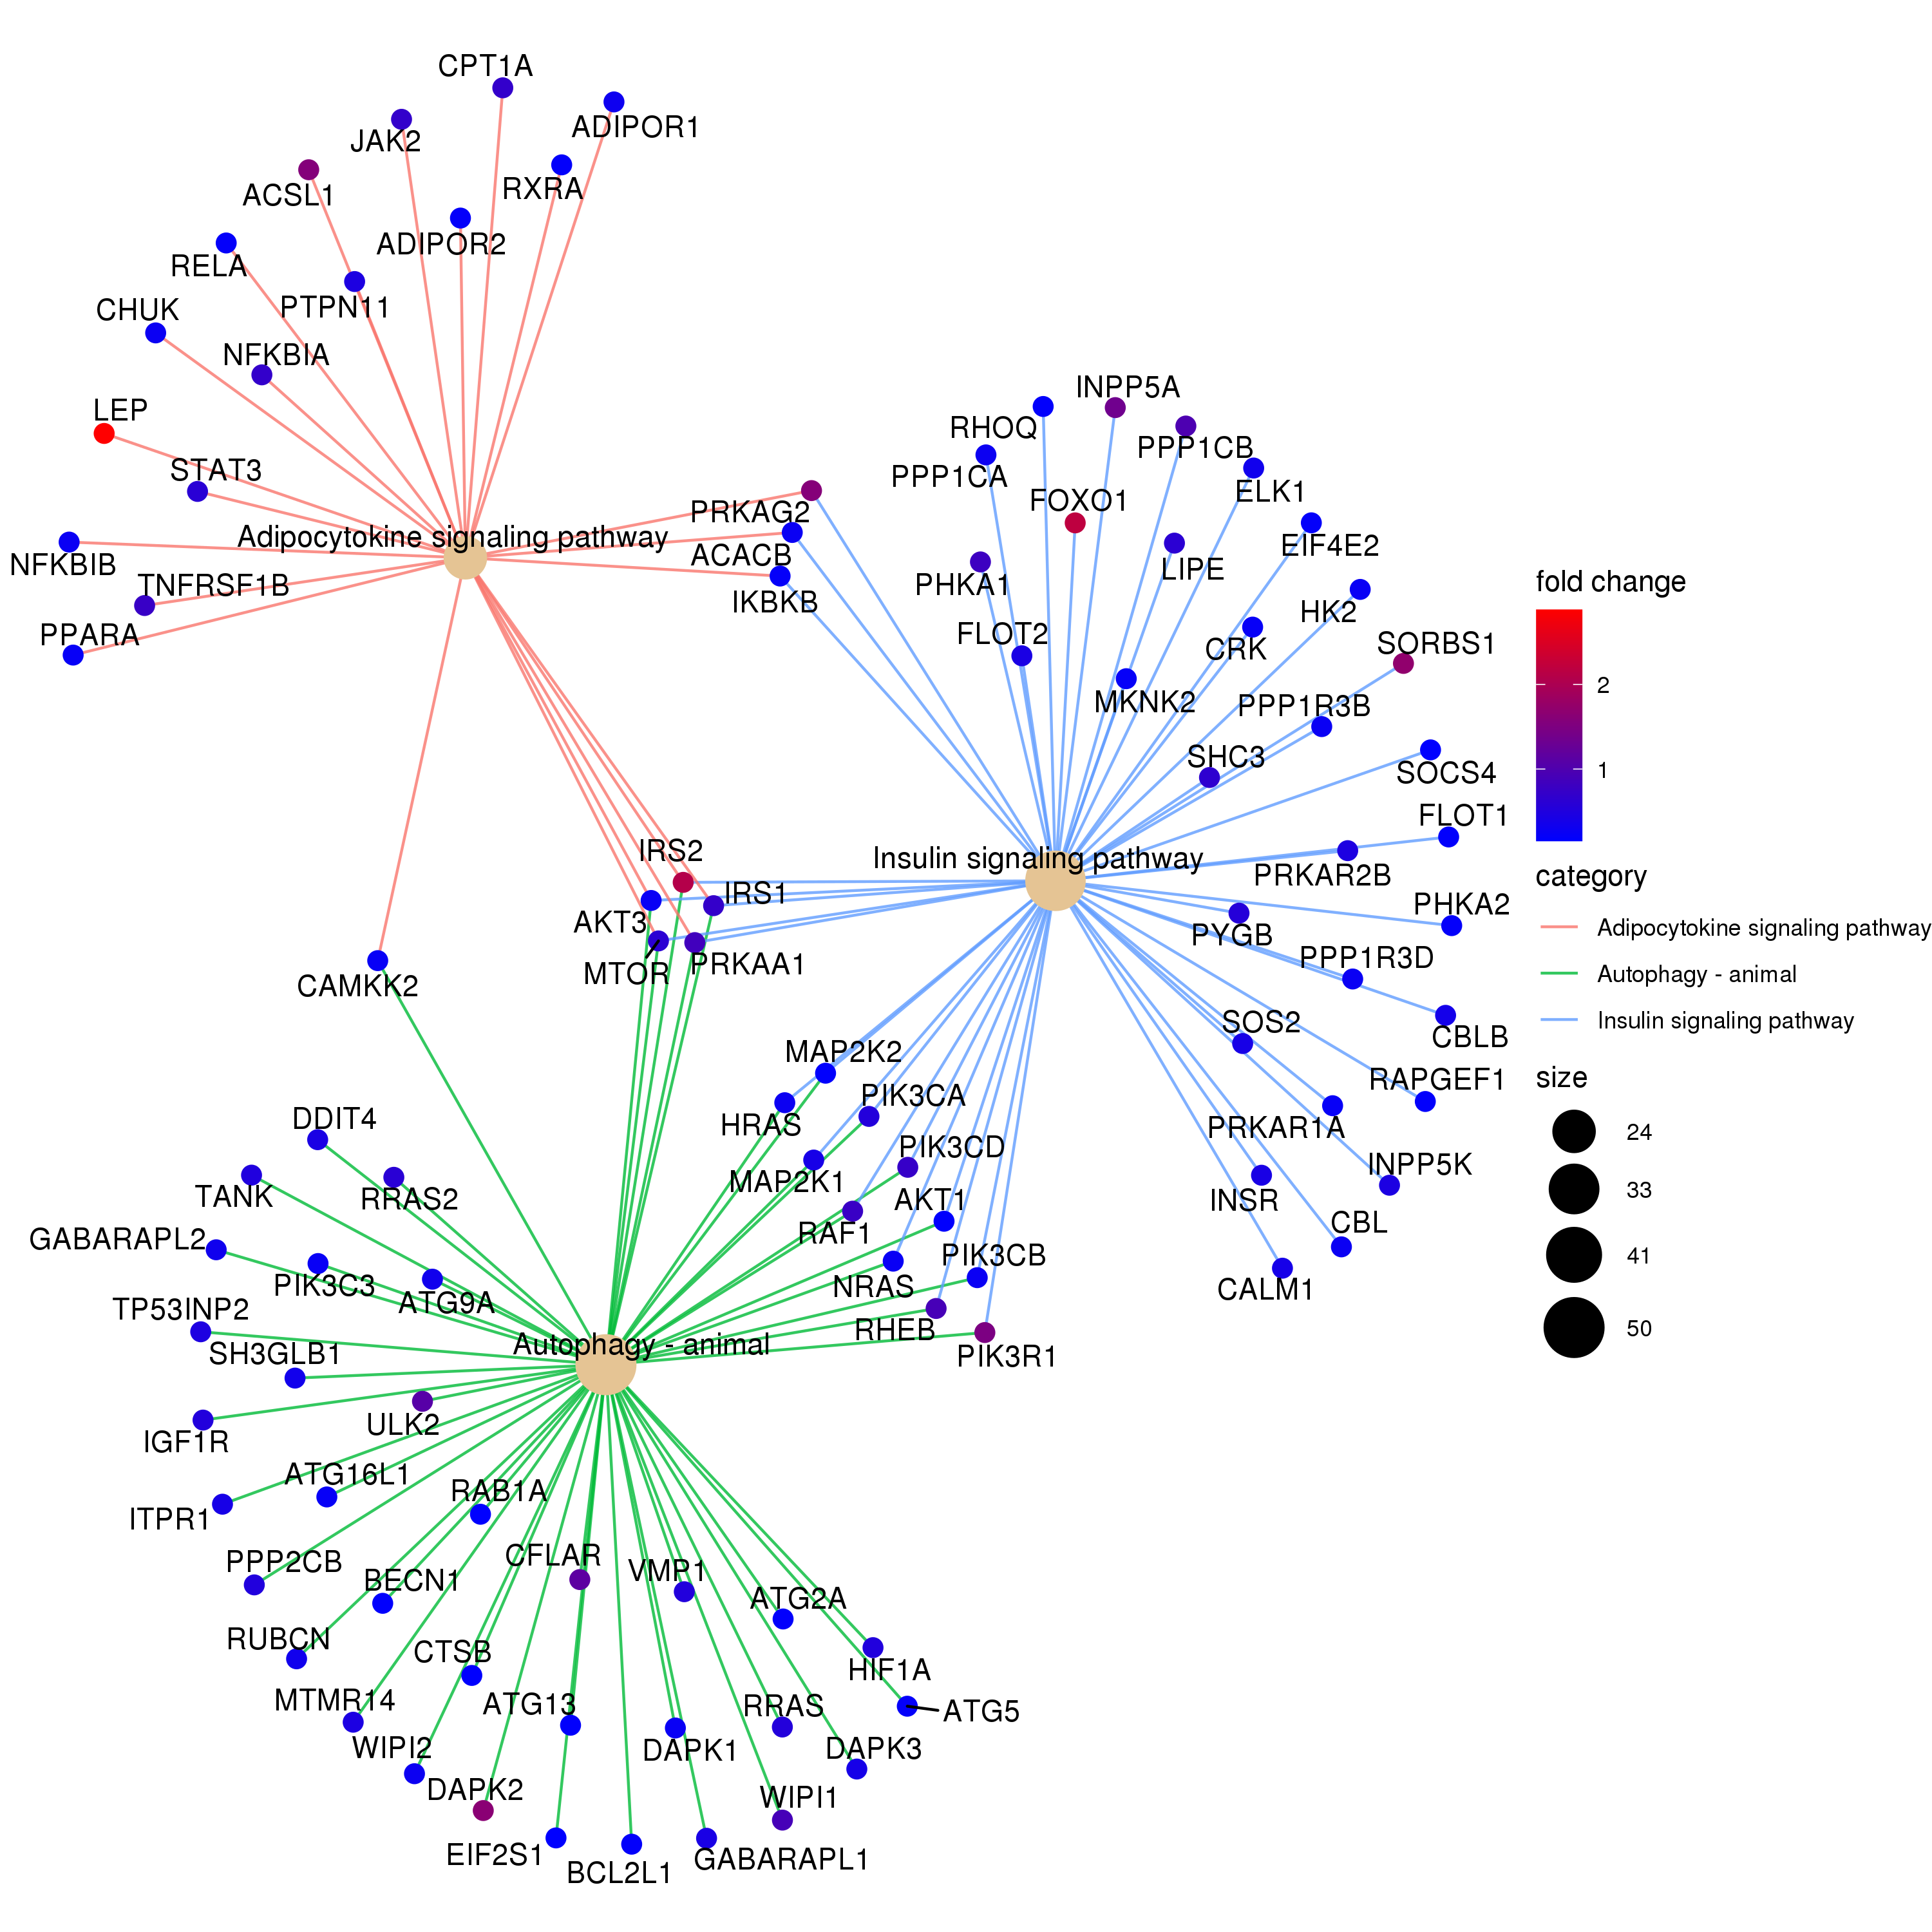 CPT1A
ADIPOR1
JAK2
RXRA
ACSL1
ADIPOR2
RELA
PTPN11
CHUK
NFKBIA
LEP
STAT3
Adipocytokine signaling pathway
NFKBIB
TNFRSF1B
PPARA
PRKAG2
ACACB
IKBKB
INPP5A
RHOQ
PPP1CB
PPP1CA
ELK1
FOXO1
EIF4E2
LIPE
PHKA1
HK2
FLOT2
CRK
SORBS1
MKNK2
PPP1R3B
SHC3
SOCS4
FLOT1
Insulin signaling pathway
PRKAR2B
PHKA2
PYGB
PPP1R3D
SOS2
CBLB
RAPGEF1
PRKAR1A
INPP5K
INSR
CBL
CALM1
IRS2
IRS1
AKT3
MTOR
PRKAA1
CAMKK2
MAP2K2
PIK3CA
HRAS
PIK3CD
MAP2K1
AKT1
RAF1
PIK3CB
NRAS
RHEB
PIK3R1
DDIT4
TANK
RRAS2
GABARAPL2
PIK3C3
ATG9A
TP53INP2
Autophagy - animal
SH3GLB1
ULK2
IGF1R
ATG16L1
RAB1A
ITPR1
CFLAR
VMP1
PPP2CB
BECN1
ATG2A
RUBCN
CTSB
HIF1A
MTMR14
ATG13
RRAS
ATG5
WIPI2
DAPK1
DAPK3
DAPK2
WIPI1
EIF2S1
BCL2L1
GABARAPL1
fold change
2
1
category
Adipocytokine signaling pathway
Autophagy - animal
Insulin signaling pathway
size
24
33
41
50